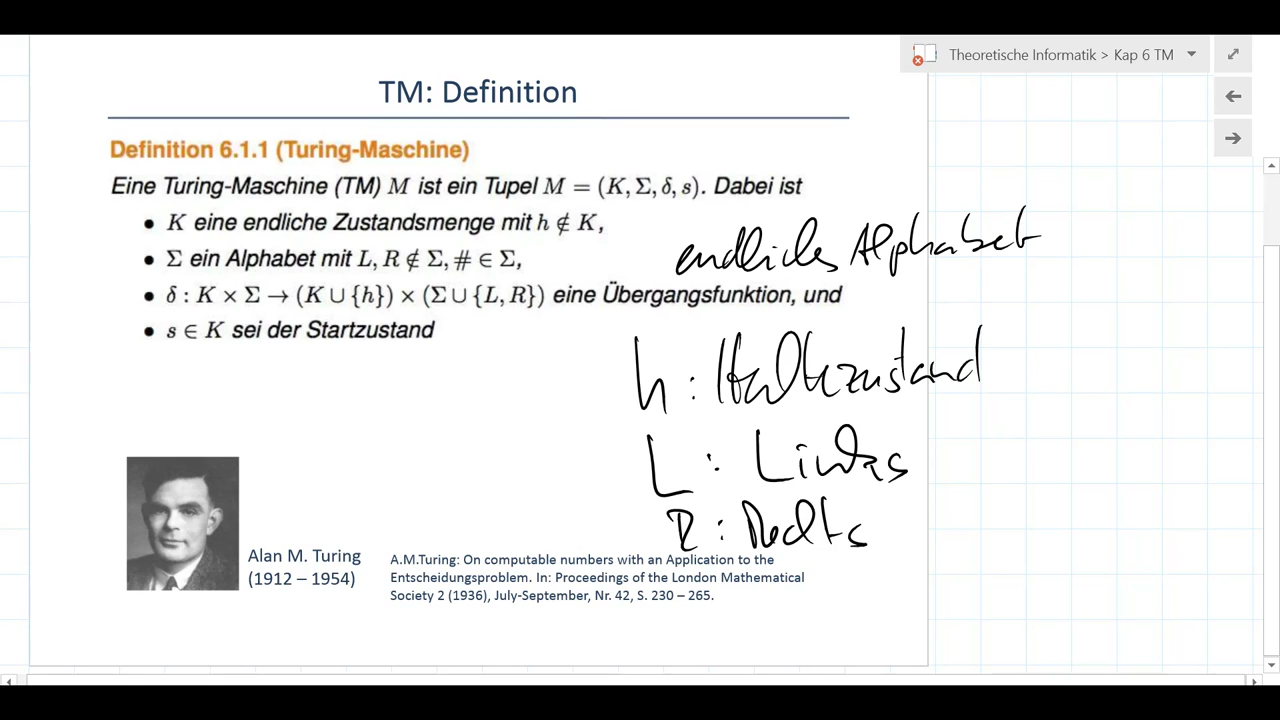 Theoretische Informatik > Kap 6 TM
TM: Definition
Definition 6.1.1 (Turing-Maschine)
Eine Turing-Maschine (TM) M ist ein Tupel M = (K, Σ, δ, s). Dabei ist
• K eine endliche Zustandsmenge mit h ∉ K,
• Σ ein Alphabet mit L, R ∉ Σ, # ∈ Σ,
endliches Alphabet
• δ : K × Σ → (K ∪ {h}) × (Σ ∪ {L, R}) eine Übergangsfunktion, und
• s ∈ K sei der Startzustand
h : Haltezustand
L : Links
R : Rechts
Alan M. Turing
(1912 – 1954)
A.M.Turing: On computable numbers with an Application to the
Entscheidungsproblem. In: Proceedings of the London Mathematical
Society 2 (1936), July-September, Nr. 42, S. 230 – 265.